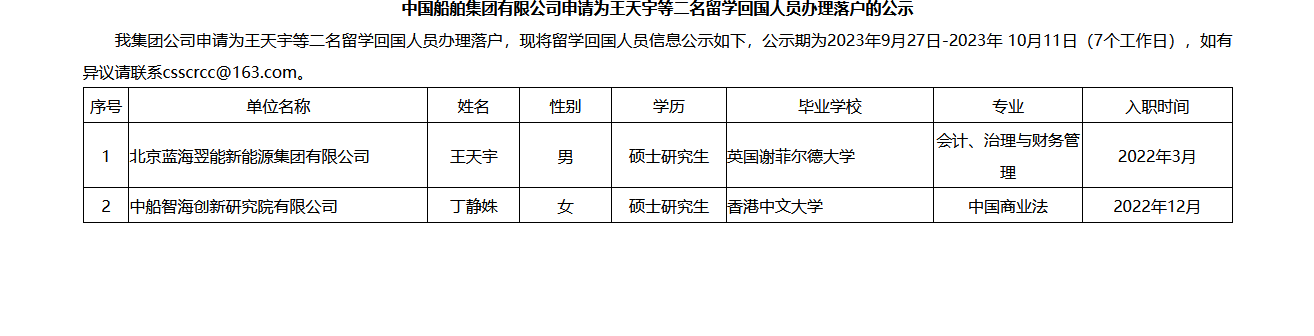 中国船舶集团有限公司申请为王天宇等二名留学回国人员办理落户的公示
我集团公司申请为王天宇等二名留学回国人员办理落户，现将留学回国人员信息公示如下，公示期为2023年9月27日-2023年 10月11日（7个工作日），如有
异议请联系csscrcc@163.com。
序号 单位名称 姓名 性别 学历 毕业学校 专业 入职时间
1 北京蓝海翌能新能源集团有限公司 王天宇 男 硕士研究生 英国谢菲尔德大学 会计、治理与财务管
理 2022年3月
2 中船智海创新研究院有限公司 丁静姝 女 硕士研究生 香港中文大学 中国商业法 2022年12月